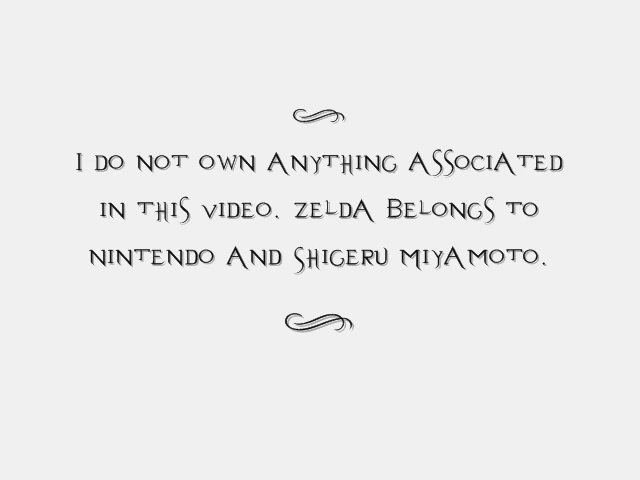 I DO NOT OWN ANYTHING ASSOCIATED
IN THIS VIDEO. ZELDA BELONGS TO
NINTENDO AND SHIGERU MIYAMOTO.